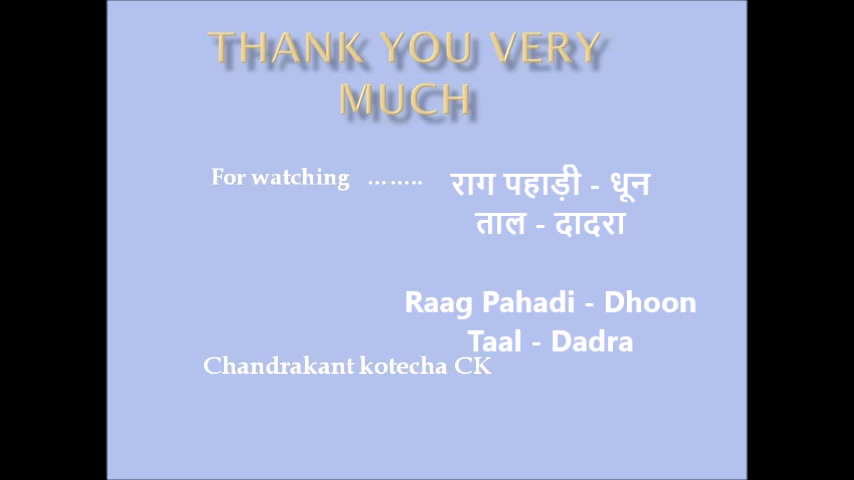 THANK YOU VERY
MUCH
For watching ........
राग पहाड़ी - धून
ताल - दादरा
Raag Pahadi - Dhoon
Taal - Dadra
Chandrakant kotecha CK